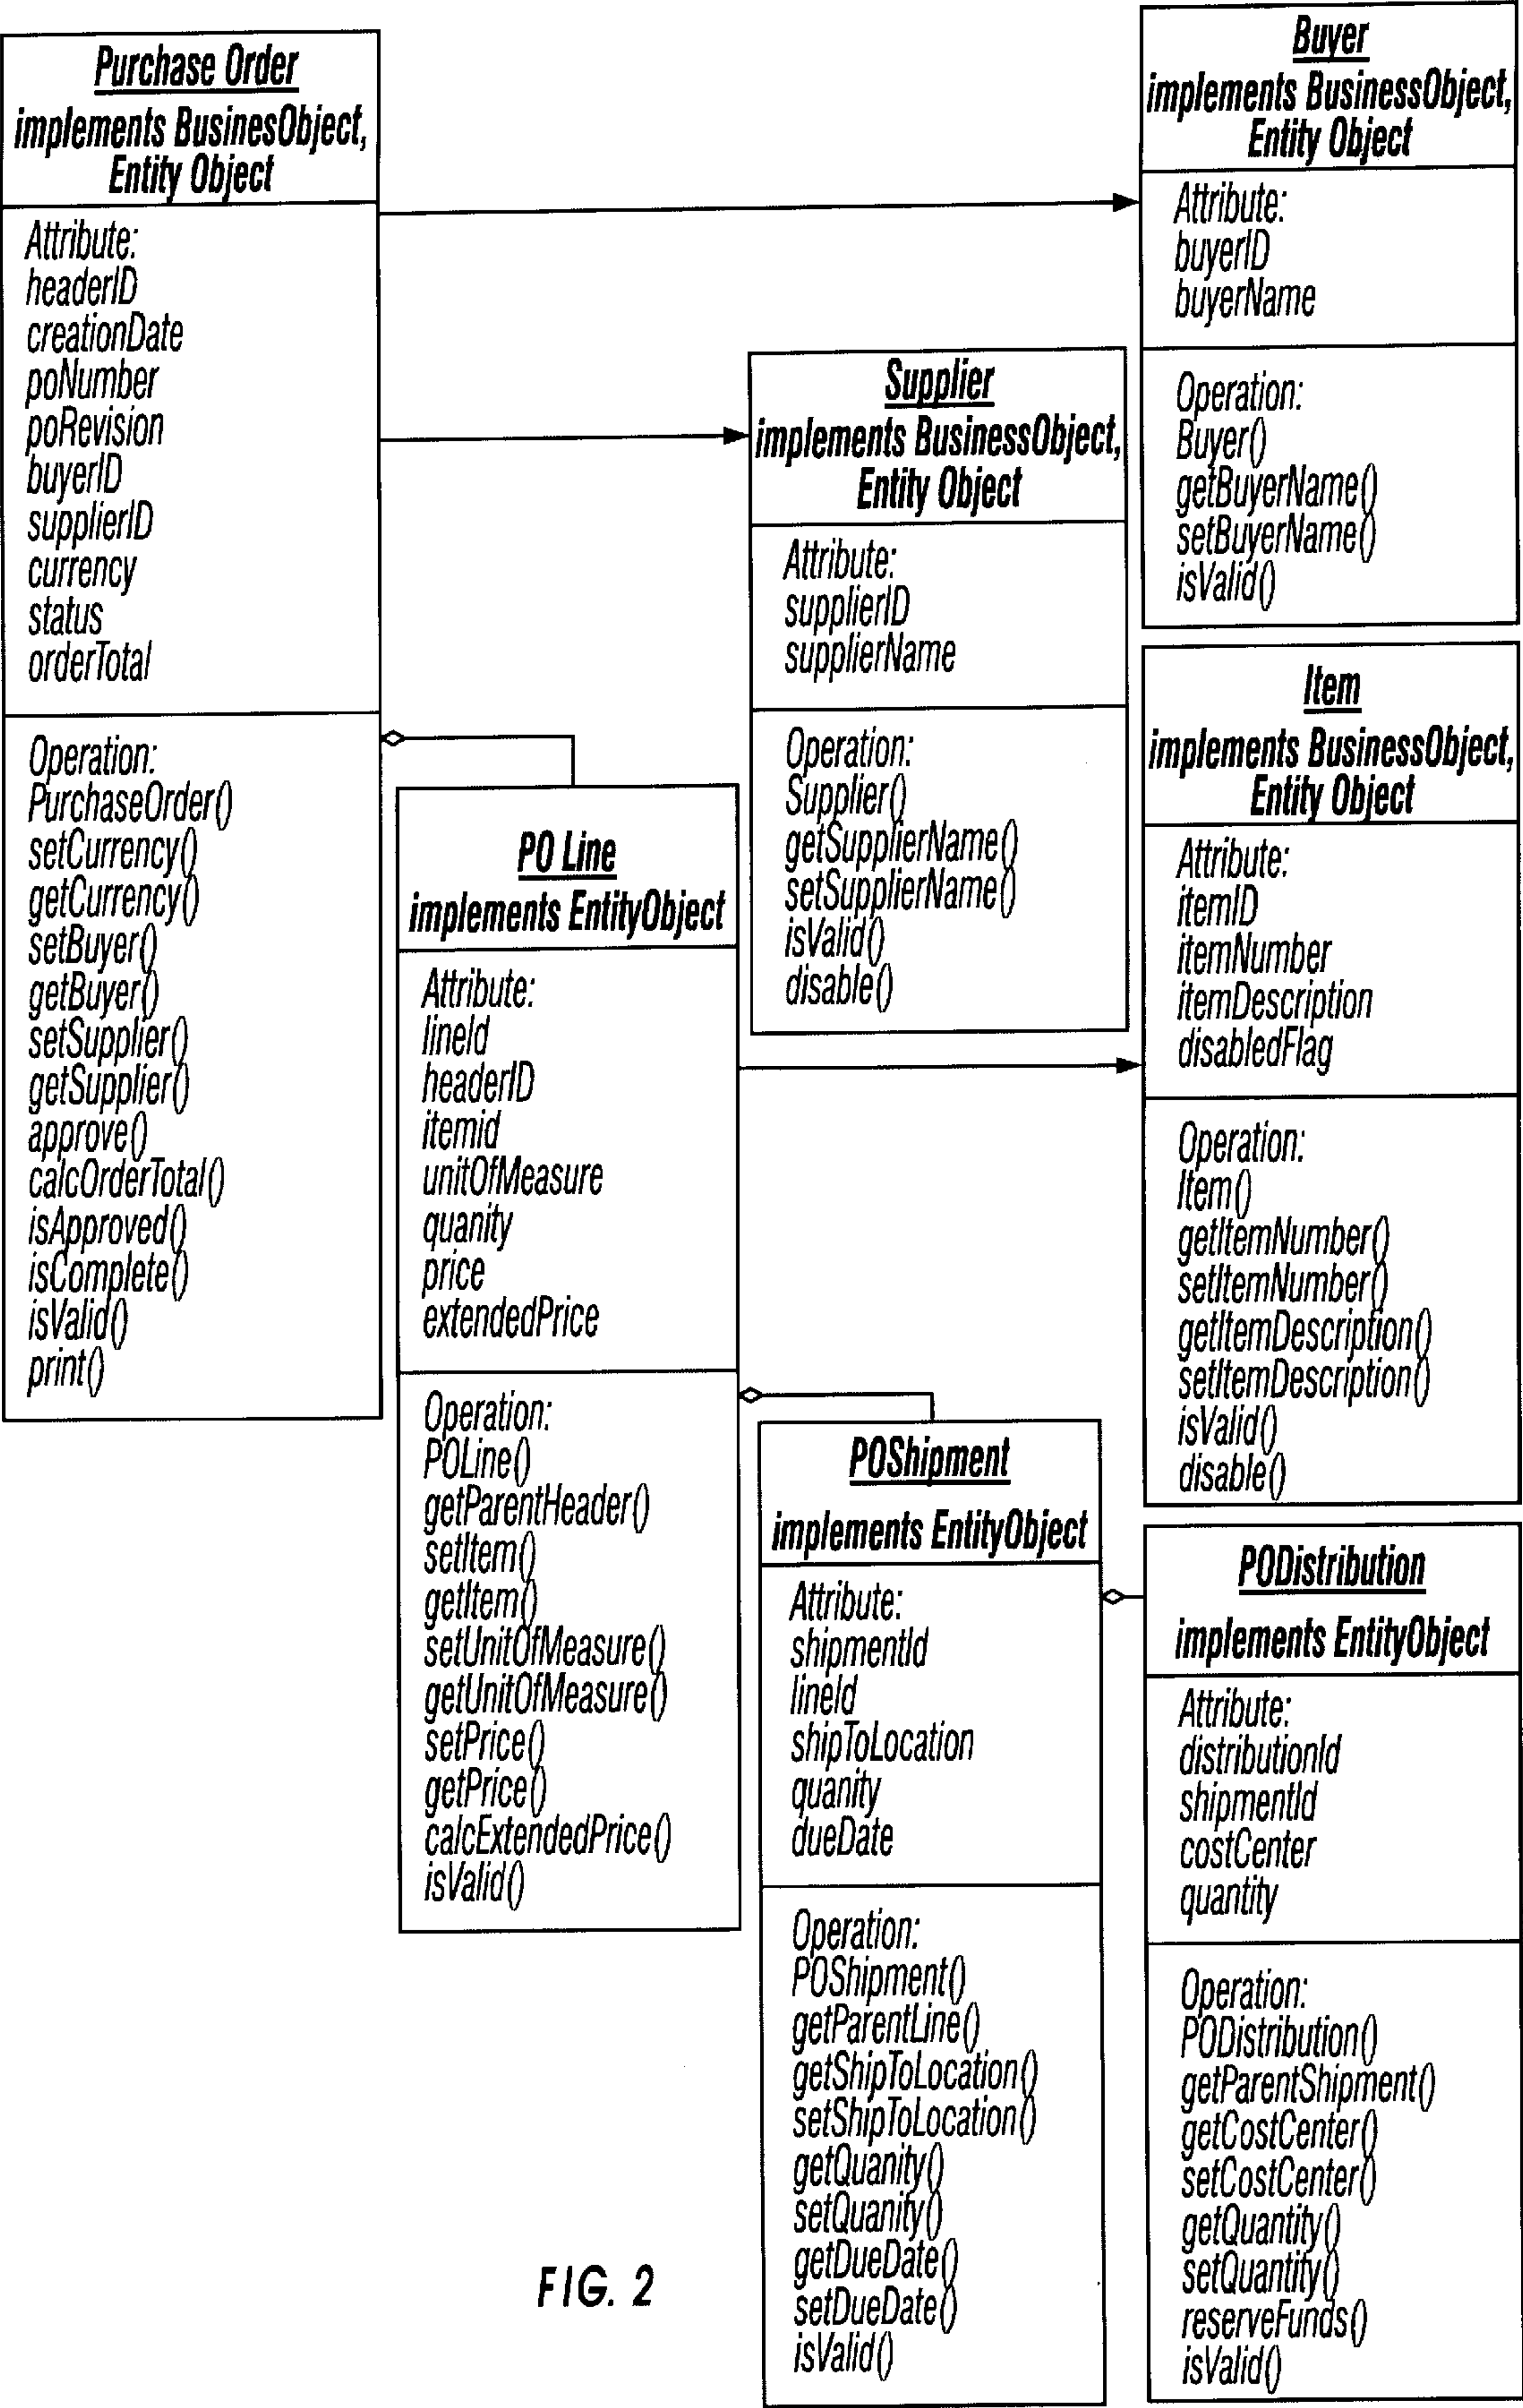 Purchase Order
implements BusinesObject,
Entity Object
Attribute:
headerID
creationDate
poNumber
poRevision
buyerID
supplierID
currency
status
orderTotal
Operation:
PurchaseOrder()
setCurrency()
getCurrency()
setBuyer()
getBuyer()
setSupplier()
getSupplier()
approve()
calcOrderTotal()
isApproved()
isComplete()
isValid()
print()
PO Line
implements EntityObject
Attribute:
lineId
headerID
itemid
unitOfMeasure
quanity
price
extendedPrice
Operation:
POLine()
getParentHeader()
setItem()
getItem()
setUnitOfMeasure()
getUnitOfMeasure()
setPrice()
getPrice()
calcExtendedPrice()
isValid()
Supplier
implements BusinessObject,
Entity Object
Attribute:
supplierID
supplierName
Operation:
Supplier()
getSupplierName()
setSupplierName()
isValid()
disable()
POShipment
implements EntityObject
Attribute:
shipmentId
lineId
shipToLocation
quanity
dueDate
Operation:
POShipment()
getParentLine()
getShipToLocation()
setShipToLocation()
getQuanity()
setQuanity()
getDueDate()
setDueDate()
isValid()
Buyer
implements BusinessObject,
Entity Object
Attribute:
buyerID
buyerName
Operation:
Buyer()
getBuyerName()
setBuyerName()
isValid()
Item
implements BusinessObject,
Entity Object
Attribute:
itemID
itemNumber
itemDescription
disabledFlag
Operation:
Item()
getItemNumber()
setItemNumber()
getItemDescription()
setItemDescription()
isValid()
disable()
PODistribution
implements EntityObject
Attribute:
distributionId
shipmentId
costCenter
quantity
Operation:
PODistribution()
getParentShipment()
getCostCenter()
setCostCenter()
getQuantity()
setQuantity()
reserveFunds()
isValid()
FIG. 2